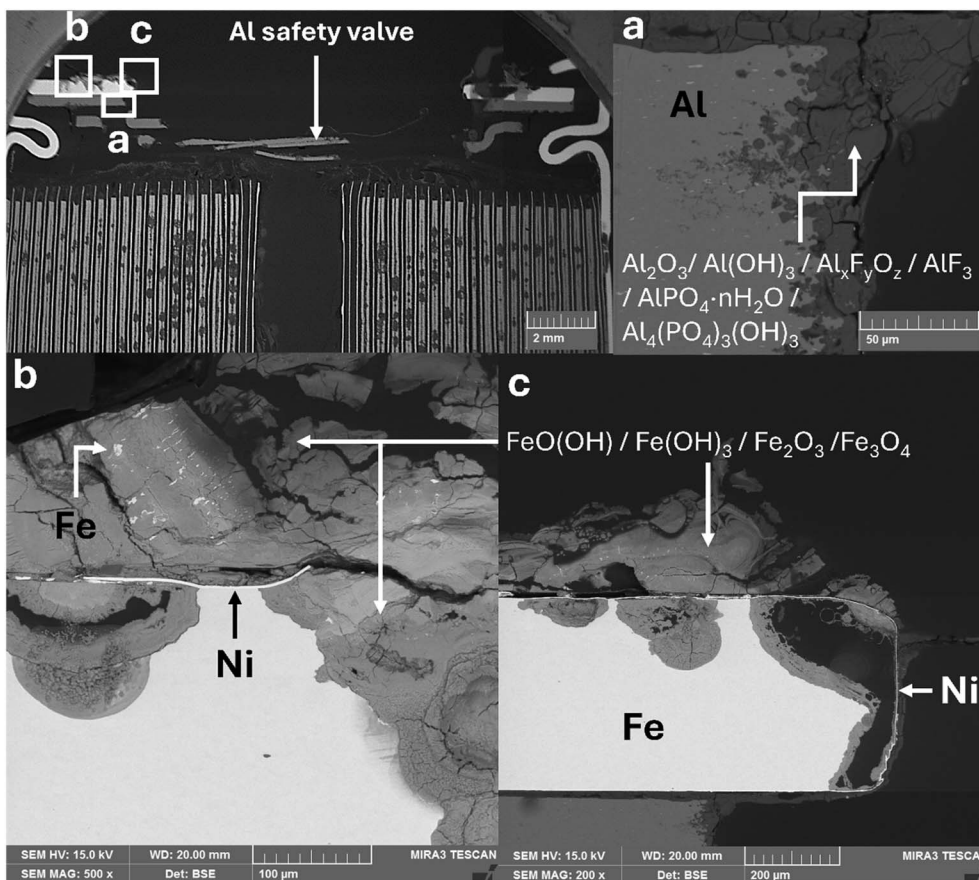 b
c
Al safety valve
a
2 mm
a
Al
Al₂O₃/ Al(OH)₃ / AlₓFᵧO_z / AlF₃
/ AlPO₄·nH₂O /
Al₄(PO₄)₃(OH)₃
50 µm
b
Fe
Ni
SEM HV: 15.0 kV
WD: 20.00 mm
MIRA3 TESCAN
SEM MAG: 500 x
Det: BSE
100 µm
c
FeO(OH) / Fe(OH)₃ / Fe₂O₃ /Fe₃O₄
Ni
Fe
SEM HV: 15.0 kV
WD: 20.00 mm
MIRA3 TESCAN
SEM MAG: 200 x
Det: BSE
200 µm